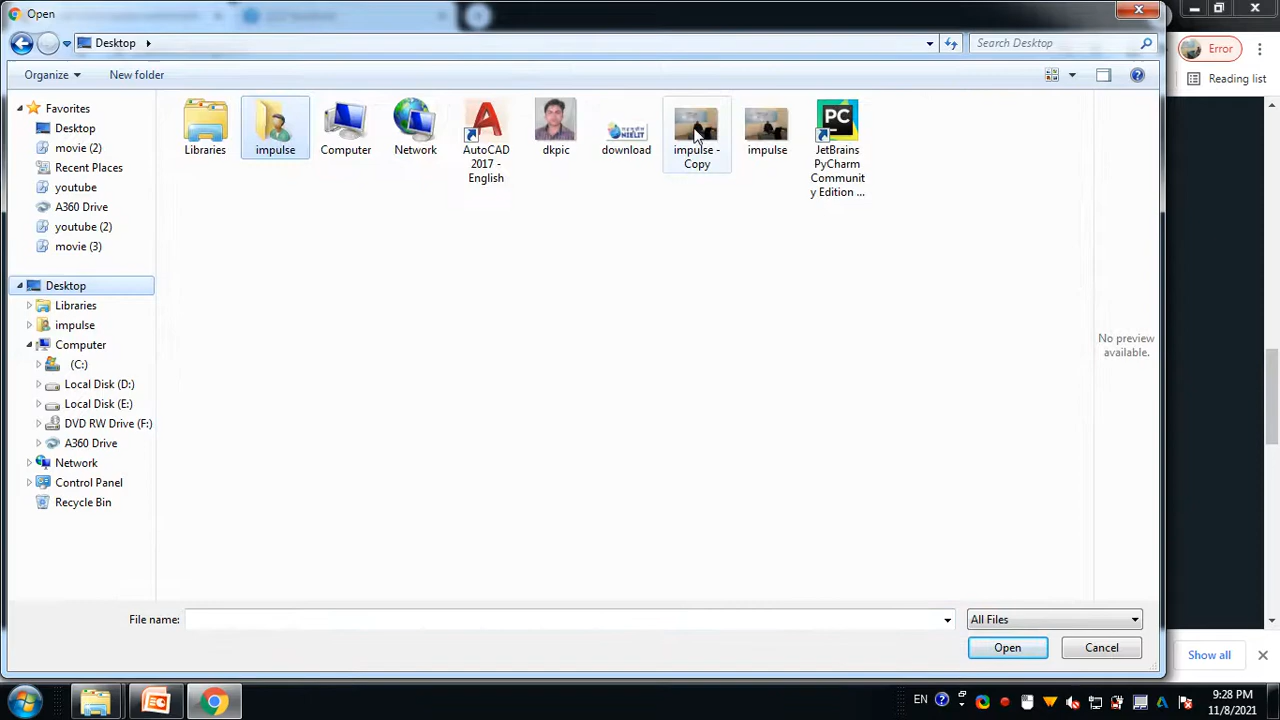 Open
Error
Desktop
Search Desktop
Organize
New folder
Reading list
Favorites
Desktop
movie (2)
Recent Places
youtube
A360 Drive
youtube (2)
movie (3)
Desktop
Libraries
impulse
Computer
(C:)
Local Disk (D:)
Local Disk (E:)
DVD RW Drive (F:)
A360 Drive
Network
Control Panel
Recycle Bin
Libraries
impulse
Computer
Network
AutoCAD
2017 -
English
dkpic
NIELIT
download
impulse -
Copy
impulse
PC
JetBrains
PyCharm
Communit
y Edition ...
No preview
available.
File name:
All Files
Open
Cancel
Show all
EN
9:28 PM
11/8/2021